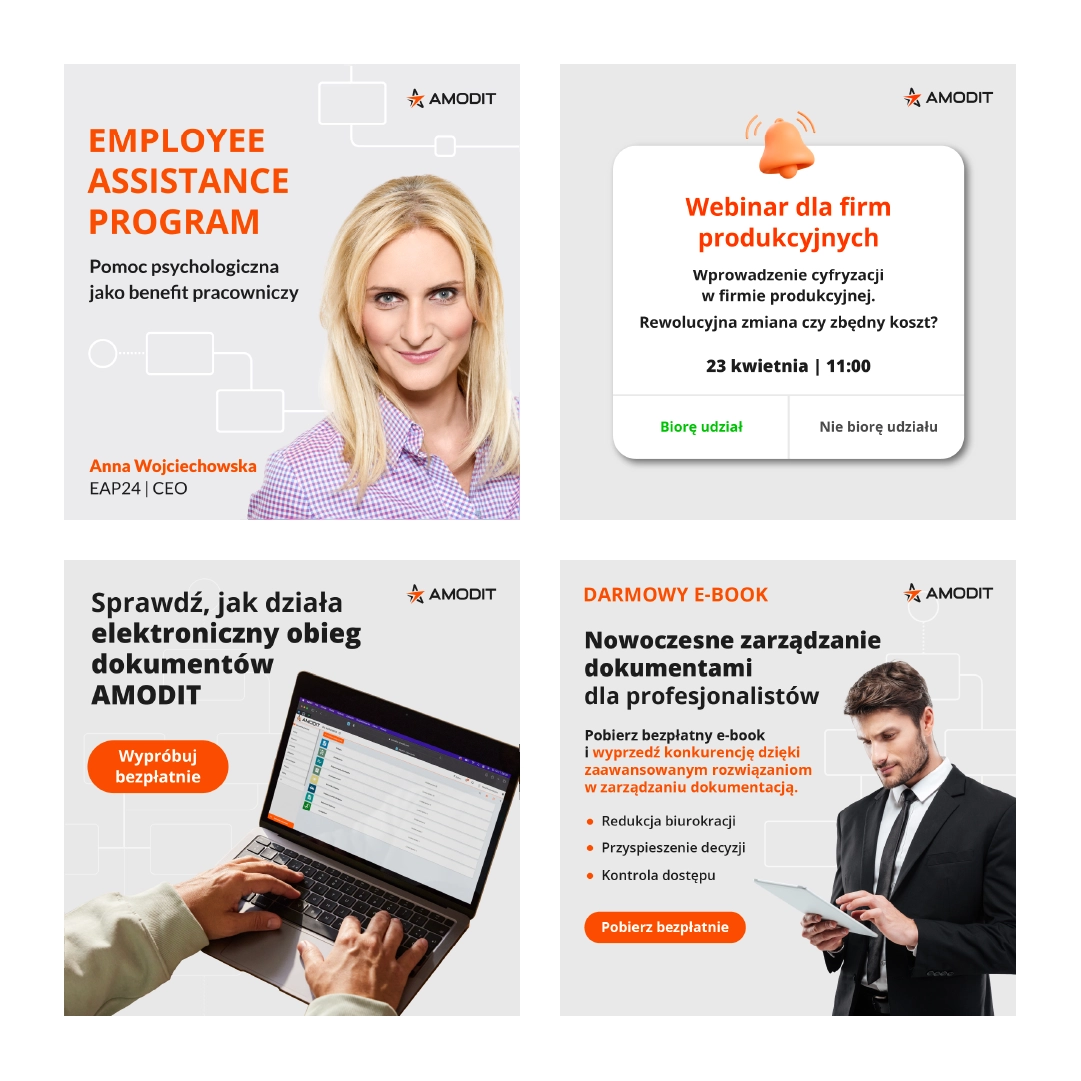 AMODIT
EMPLOYEE
ASSISTANCE
PROGRAM
Pomoc psychologiczna
jako benefit pracowniczy
Anna Wojciechowska
EAP24 | CEO
AMODIT
Webinar dla firm
produkcyjnych
Wprowadzenie cyfryzacji
w firmie produkcyjnej.
Rewolucyjna zmiana czy zbędny koszt?
23 kwietnia | 11:00
Biorę udział
Nie biorę udziału
AMODIT
Sprawdź, jak działa
elektroniczny obieg
dokumentów
AMODIT
Wypróbuj
bezpłatnie
AMODIT
DARMOWY E-BOOK
AMODIT
Nowoczesne zarządzanie
dokumentami
dla profesjonalistów
Pobierz bezpłatny e-book
i wyprzedź konkurencję dzięki
zaawansowanym rozwiązaniom
w zarządzaniu dokumentacją.
Redukcja biurokracji
Przyspieszenie decyzji
Kontrola dostępu
Pobierz bezpłatnie